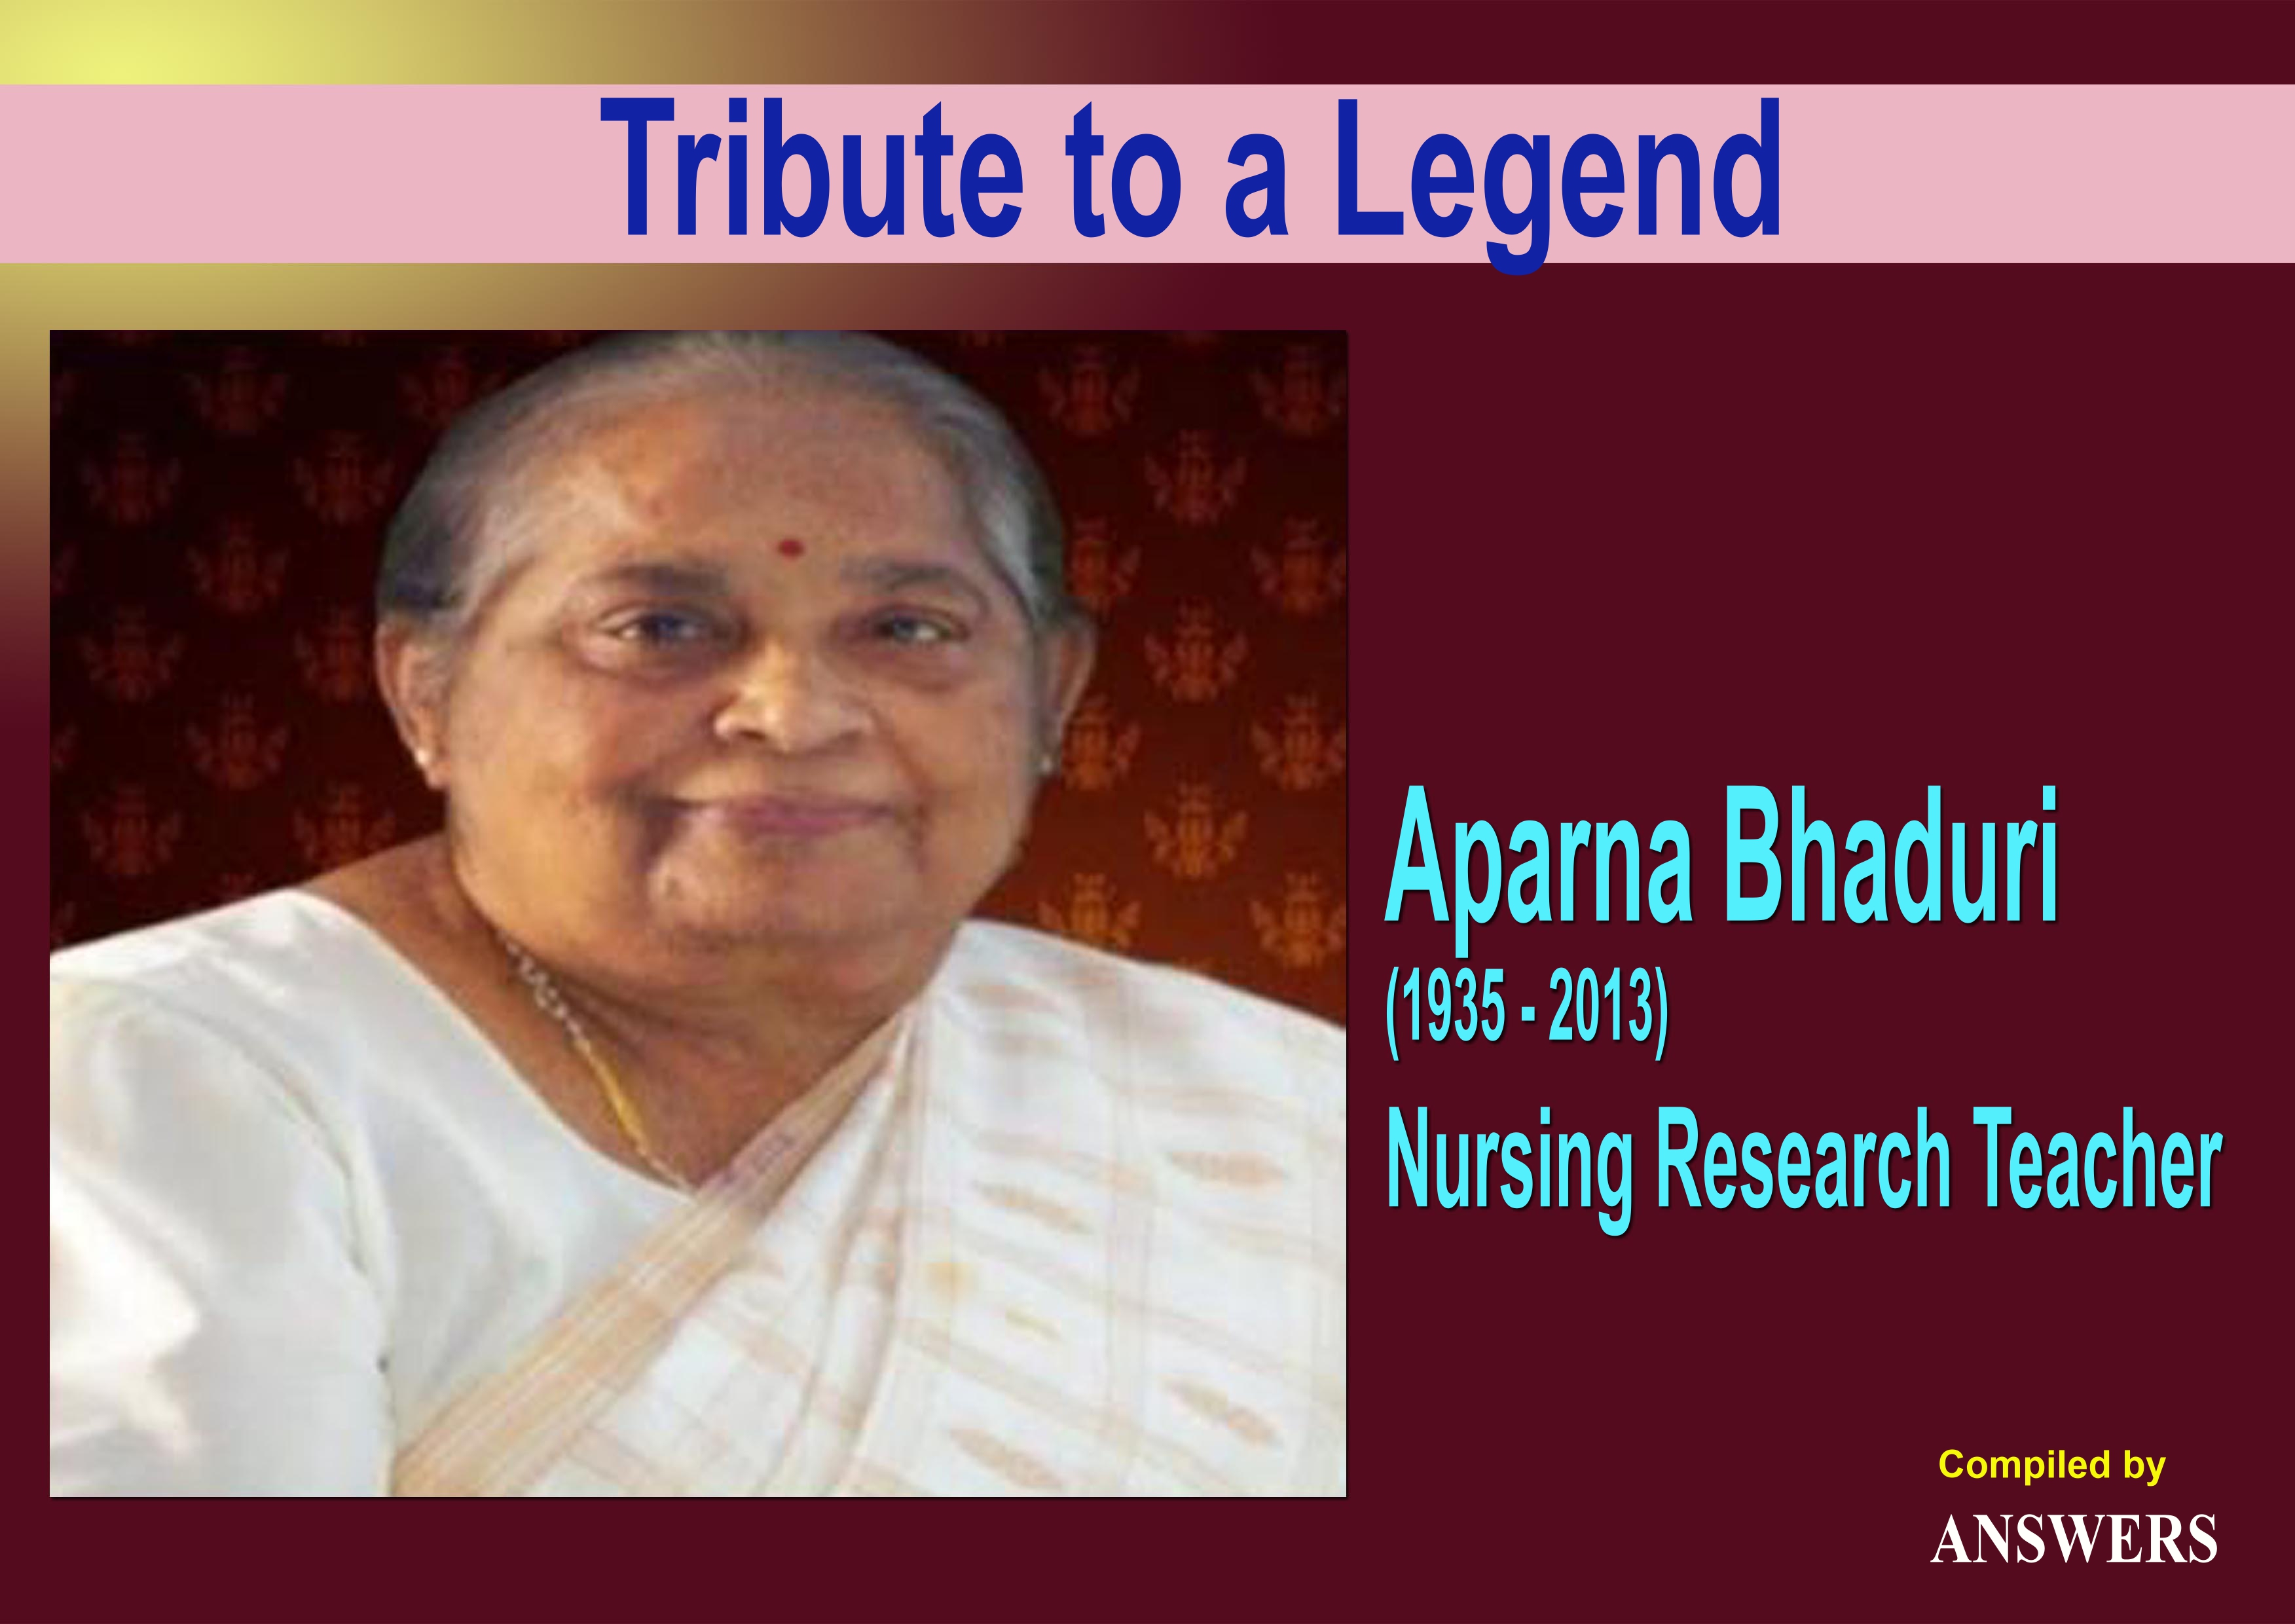 Tribute to a Legend
Aparna Bhaduri
(1935 - 2013)
Nursing Research Teacher
Compiled by
ANSWERS